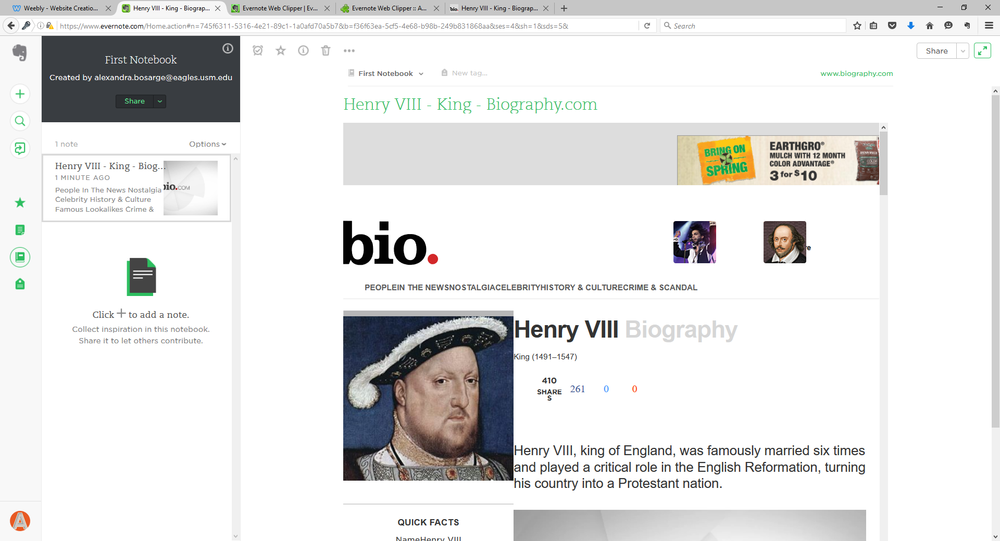 Weebly - Website Creatio...
Henry VIII - King - Biograp...
Evernote Web Clipper | Ev...
Evernote Web Clipper :: A...
bio. Henry VIII - King - Biograp...
https://www.evernote.com/Home.action#n=745f6311-5316-4e21-89c1-1a0afd70a5b7&b=f36f63ea-5cf5-4e68-b98b-249b831868aa&ses=4&sh=1&sds=5&
Search
First Notebook
Created by alexandra.bosarge@eagles.usm.edu
Share
1 note
Options
Henry VIII - King - Biog...
1 MINUTE AGO
People In The News Nostalgia
Celebrity History & Culture
Famous Lookalikes Crime &
bio.COM
Click + to add a note.
Collect inspiration in this notebook.
Share it to let others contribute.
A
Share
First Notebook
New tag...
www.biography.com
Henry VIII - King - Biography.com
BRING ON
SPRING
EARTHGRO®
MULCH WITH 12 MONTH
COLOR ADVANTAGE®
3 for $10
bio.
re
PEOPLEIN THE NEWSNOSTALGIACELEBRITYHISTORY & CULTURECRIME & SCANDAL
Henry VIII Biography
King (1491–1547)
410
SHARE
S
261
0
0
Henry VIII, king of England, was famously married six times
and played a critical role in the English Reformation, turning
his country into a Protestant nation.
QUICK FACTS
NameHenry VIII